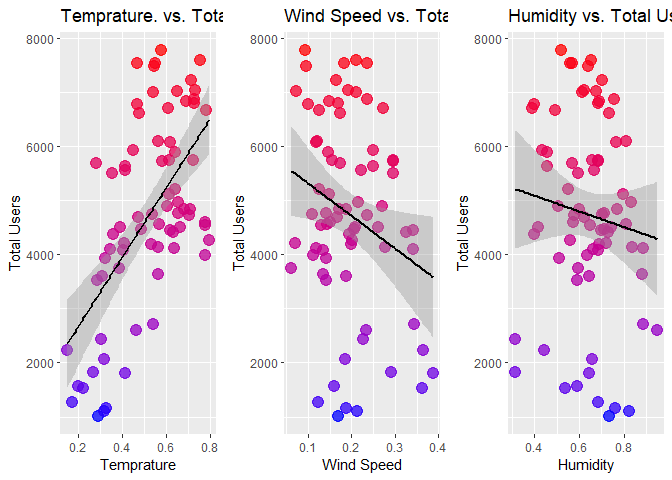 Temprature. vs. Tota
Total Users
8000
6000
4000
2000
0.2 0.4 0.6 0.8
Temprature
Wind Speed vs. Tota
Total Users
8000
6000
4000
2000
0.1 0.2 0.3 0.4
Wind Speed
Humidity vs. Total Us
Total Users
8000
6000
4000
2000
0.4 0.6 0.8
Humidity